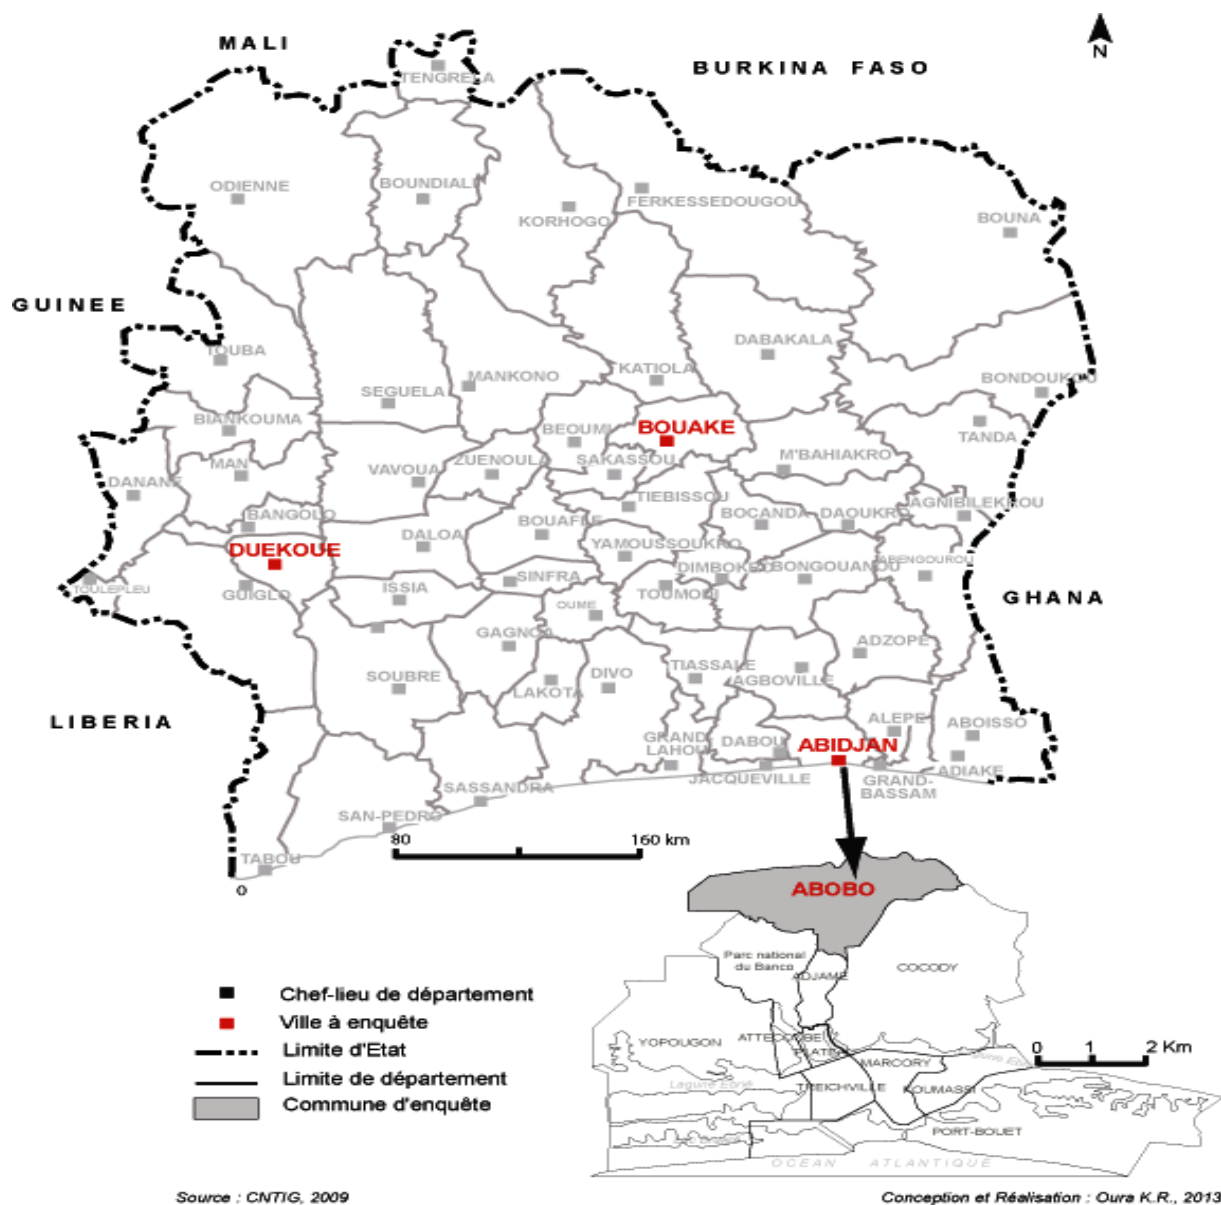 MALI
BURKINA FASO
N
TENGRELA
ODIENNE
BOUNDIALI
KORHOGO
FERKESSEDOUGOU
BOUNA
GUINEE
TOUBA
DABAKALA
KATIOLA
MANKONO
SEGUELA
BONDOUKOU
BIANKOUMA
BEOUMI
BOUAKE
TANDA
MAN
VAVOUA
ZUENOULA
SAKASSOU
M'BAHIAKRO
DANANE
TIEBISSOU
JAGNIBILEKROU
BANGOLO
DALOA
BOUAFLE
BOCANDA
DAOUKRO
DUEKOUE
YAMOUSSOUKRO
ABENGOUROU
TOULEPLEU
GUIGLO
ISSIA
SINFRA
DIMBOKRO
BONGOUANOU
TOUMODI
GHANA
OUME
GAGNOA
ADZOPE
SOUBRE
LAKOTA
DIVO
TIASSALE
AGBOVILLE
LIBERIA
ALEPE
ABOISSO
GRAND-
LAHOU
DABOU
ABIDJAN
JACQUEVILLE
GRAND-
BASSAM
ADIAKE
SASSANDRA
SAN-PEDRO
TABOU
0
80
160 km
ABOBO
Parc national
du Banco
ADJAME
COCODY
YOPOUGON
ATTECOUBE
PLATEAU
MARCORY
TREICHVILLE
KOUMASSI
Lagune Ebrié
PORT-BOUET
OCEAN ATLANTIQUE
0 1 2 Km
Chef-lieu de département
Ville à enquête
Limite d'Etat
Limite de département
Commune d'enquête
Source : CNTIG, 2009
Conception et Réalisation : Oura K.R., 2013